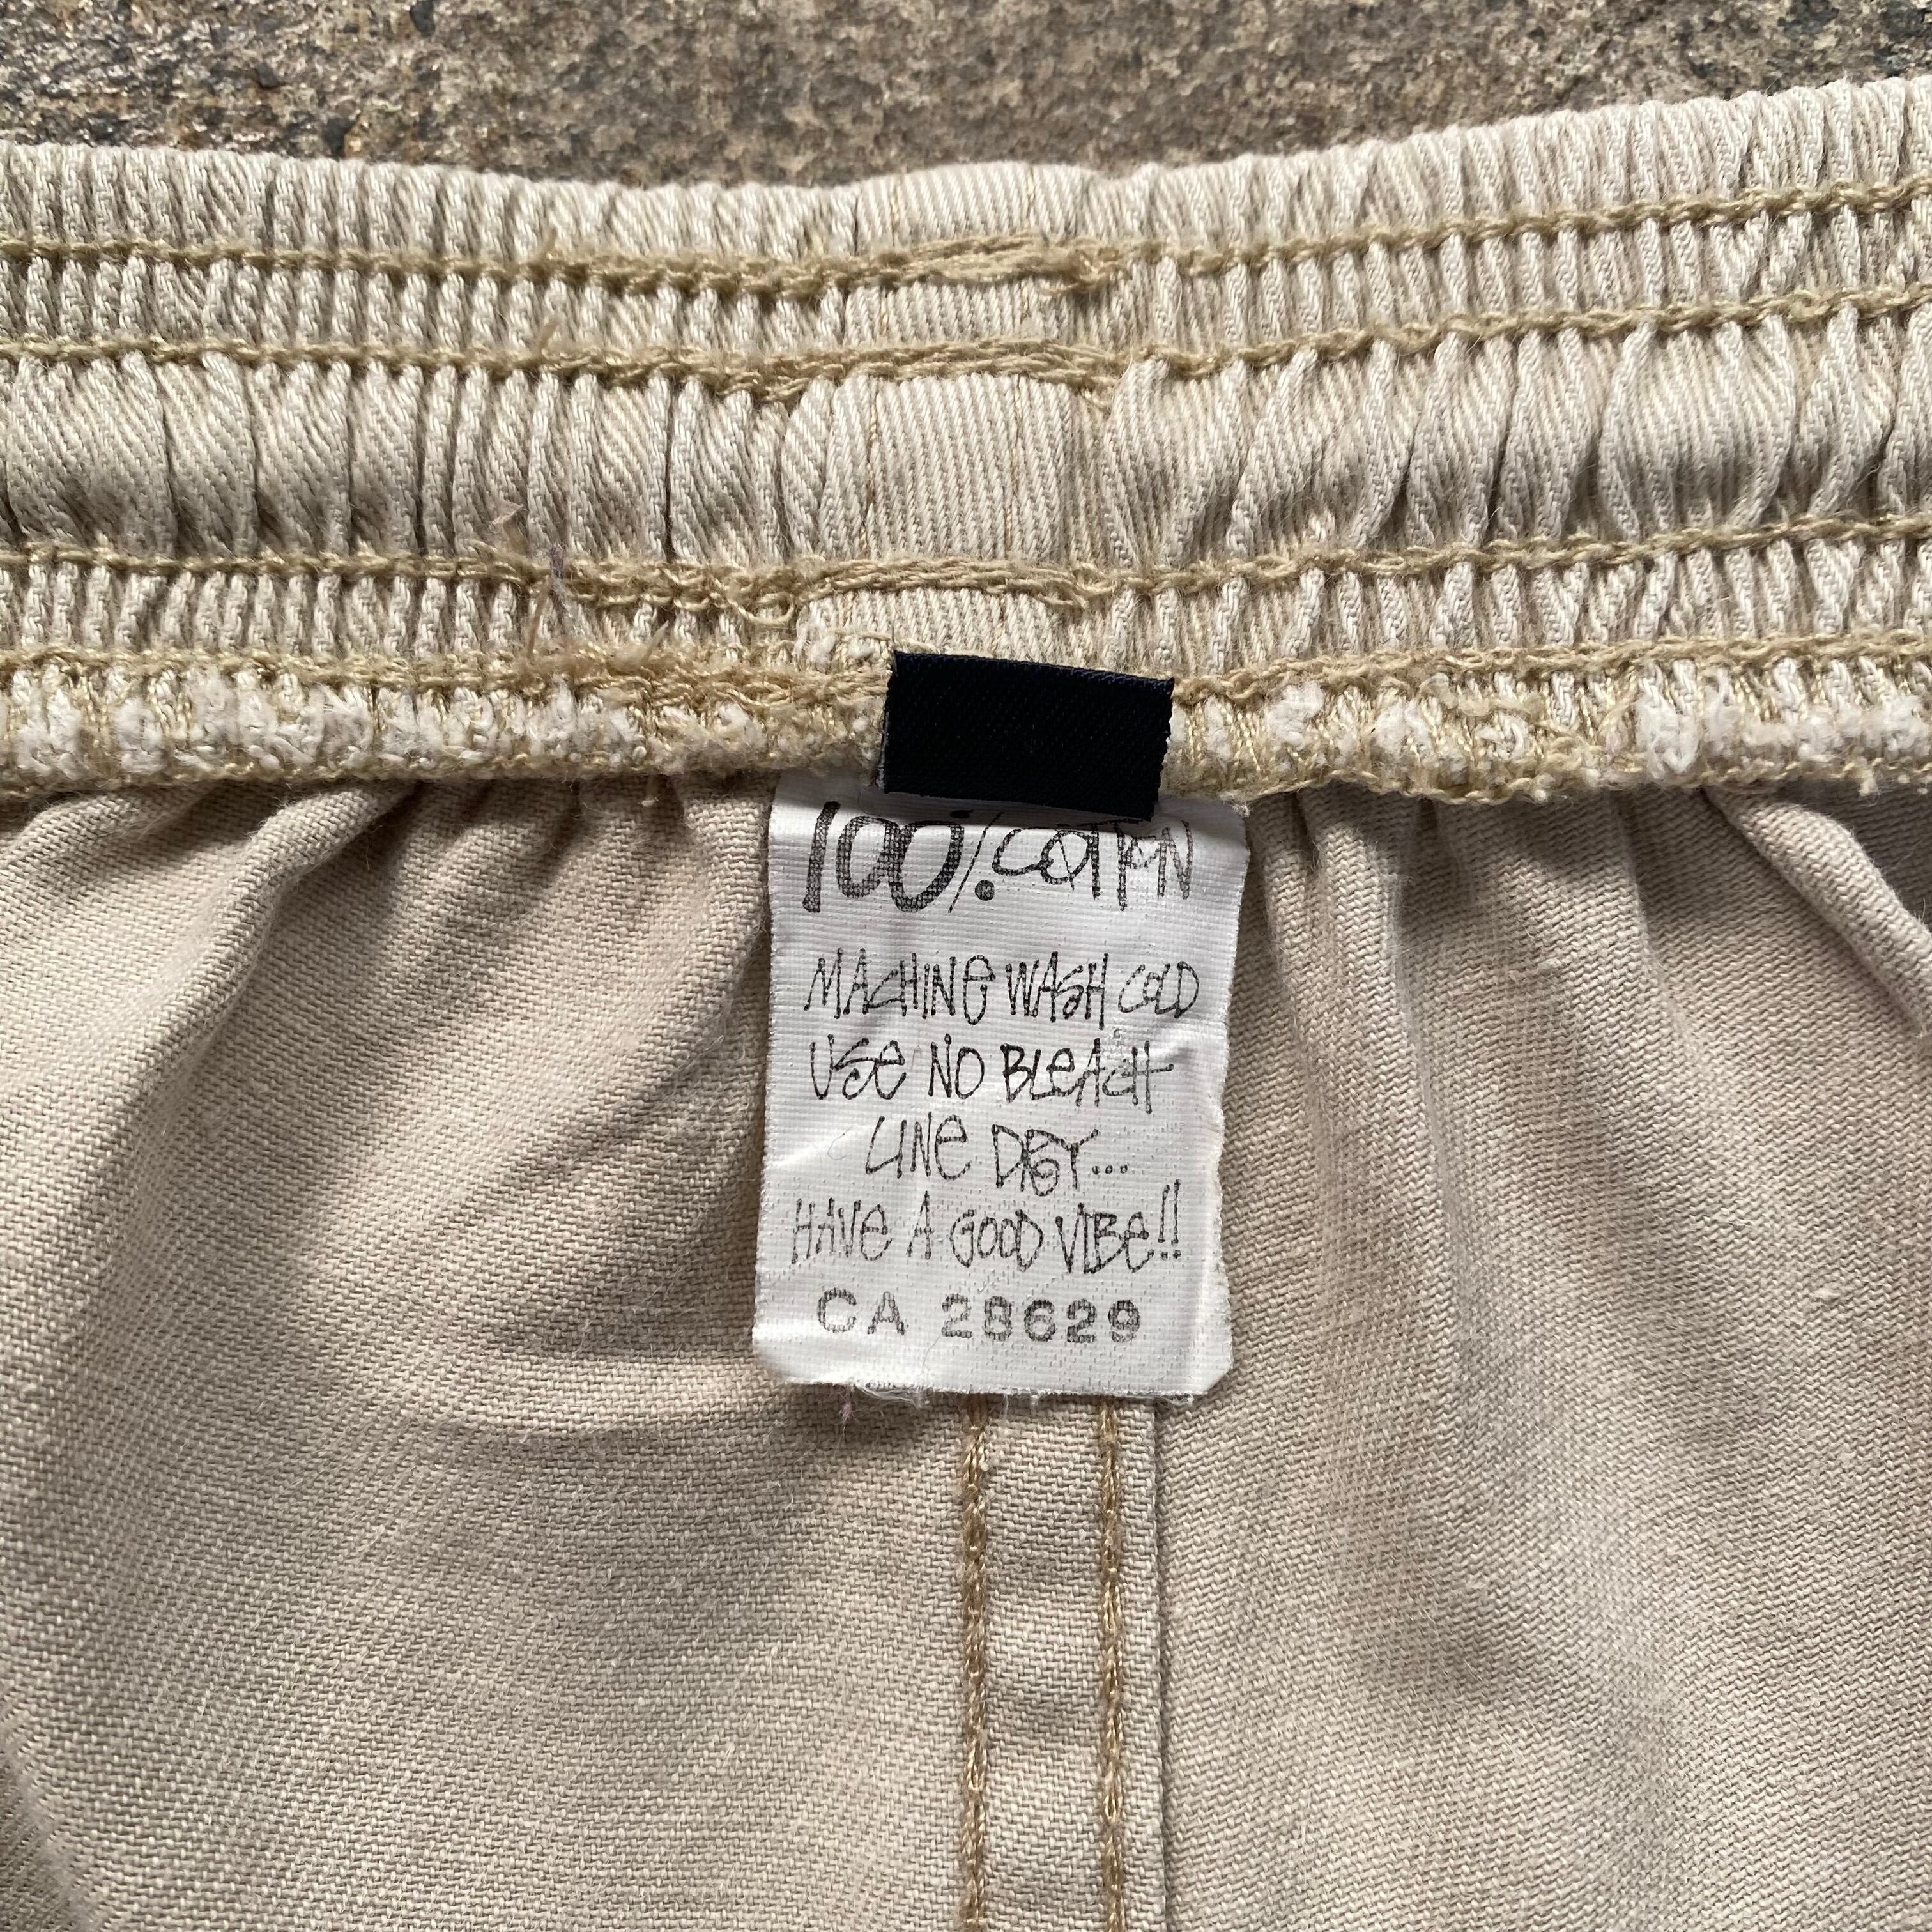 100% COTTON
MACHINE WASH COLD
USE NO BLEACH
LINE DRY...
HAVE A GOOD VIBE!!
CA 28629